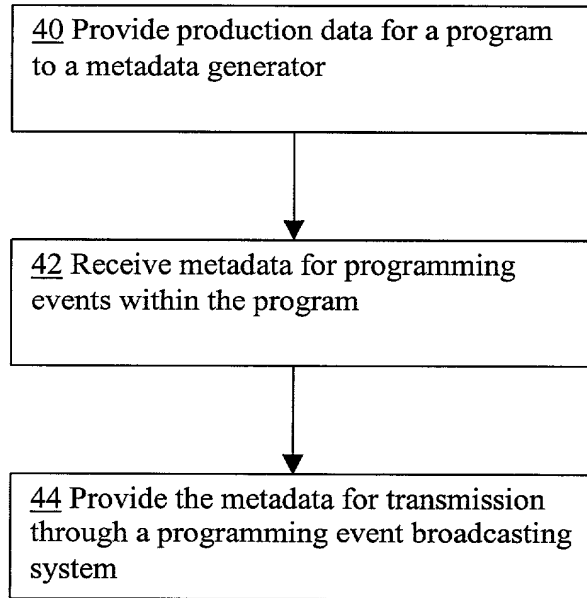 40 Provide production data for a program
to a metadata generator
42 Receive metadata for programming
events within the program
44 Provide the metadata for transmission
through a programming event broadcasting
system